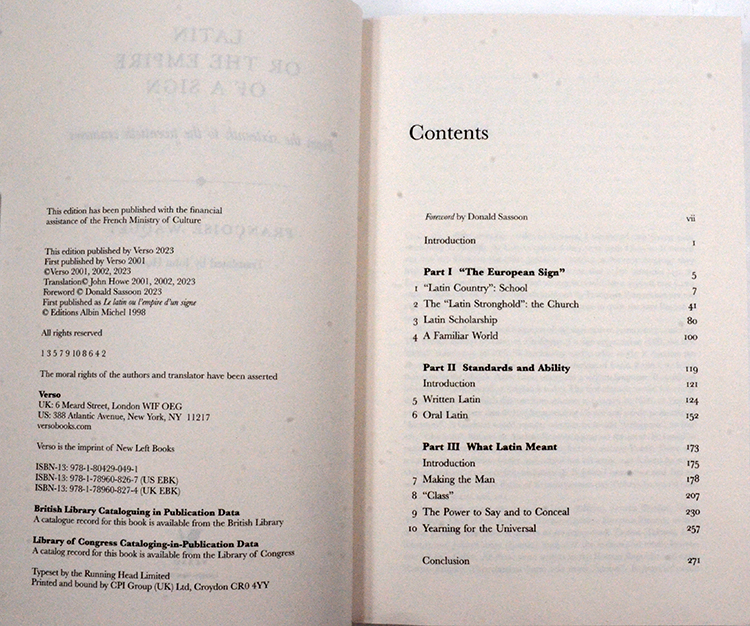 This edition has been published with the financial
assistance of the French Ministry of Culture
This edition published by Verso 2023
First published by Verso 2001
©Verso 2001, 2002, 2023
Translation© John Howe 2001, 2002, 2023
Foreword © Donald Sassoon 2023
First published as Le latin ou l'empire d'un signe
© Editions Albin Michel 1998
All rights reserved
1 3 5 7 9 10 8 6 4 2
The moral rights of the authors and translator have been asserted
Verso
UK: 6 Meard Street, London WIF OEG
US: 388 Atlantic Avenue, New York, NY 11217
versobooks.com
Verso is the imprint of New Left Books
ISBN-13: 978-1-80429-049-1
ISBN-13: 978-1-78960-826-7 (US EBK)
ISBN-13: 978-1-78960-827-4 (UK EBK)
British Library Cataloguing in Publication Data
A catalogue record for this book is available from the British Library
Library of Congress Cataloging-in-Publication Data
A catalog record for this book is available from the Library of Congress
Typeset by the Running Head Limited
Printed and bound by CPI Group (UK) Ltd, Croydon CR0 4YY
Contents
Foreword by Donald Sassoon vii
Introduction 1
Part I "The European Sign" 5
1 "Latin Country": School 7
2 The "Latin Stronghold": the Church 41
3 Latin Scholarship 80
4 A Familiar World 100
Part II Standards and Ability 119
Introduction 121
5 Written Latin 124
6 Oral Latin 152
Part III What Latin Meant 173
Introduction 175
7 Making the Man 178
8 "Class" 207
9 The Power to Say and to Conceal 230
10 Yearning for the Universal 257
Conclusion 271